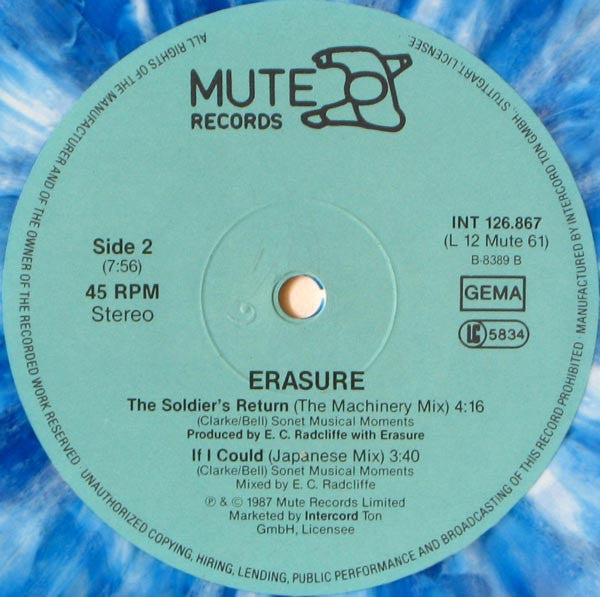 MUTE
RECORDS
Side 2
(7:56)
45 RPM
Stereo
INT 126.867
(L 12 Mute 61)
B-8389 B
GEMA
LC 5834
ERASURE
The Soldier's Return (The Machinery Mix) 4:16
(Clarke/Bell) Sonet Musical Moments
Produced by E. C. Radcliffe with Erasure
If I Could (Japanese Mix) 3:40
(Clarke/Bell) Sonet Musical Moments
Mixed by E. C. Radcliffe
℗ & © 1987 Mute Records Limited
Marketed by Intercord Ton
GmbH, Licensee
ALL RIGHTS OF THE MANUFACTURER AND OF THE OWNER OF THE RECORDED WORK RESERVED · UNAUTHORIZED COPYING, HIRING, LENDING, PUBLIC PERFORMANCE AND BROADCASTING OF THIS RECORD PROHIBITED · MANUFACTURED BY INTERCORD TON GMBH, STUTTGART, LICENSEE